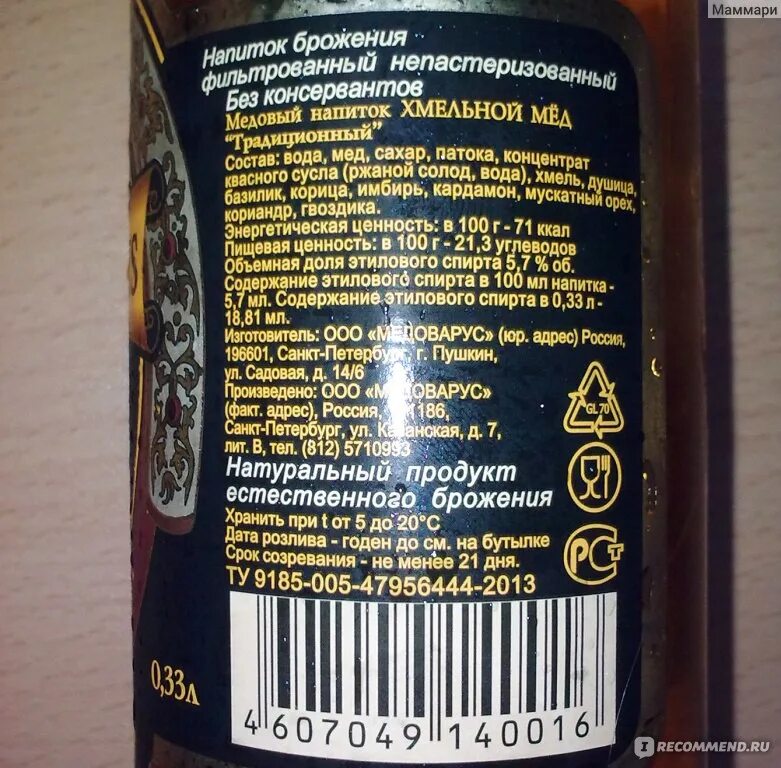 Маммари
Напиток брожения
фильтрованный непастеризованный
Без консервантов
Медовый напиток ХМЕЛЬНОЙ МЁД
"Традиционный"
Состав: вода, мед, сахар, патока, концентрат
квасного сусла (ржаной солод, вода), хмель, душица,
базилик, корица, имбирь, кардамон, мускатный орех,
кориандр, гвоздика.
Энергетическая ценность: в 100 г - 71 ккал
Пищевая ценность: в 100 г - 21,3 углеводов
Объемная доля этилового спирта 5,7 % об.
Содержание этилового спирта в 100 мл напитка -
5,7 мл. Содержание этилового спирта в 0,33 л -
18,81 мл.
Изготовитель: ООО «МЕДОВАРУС» (юр. адрес) Россия,
196601, Санкт-Петербург, г. Пушкин,
ул. Садовая, д. 14/6
Произведено: ООО «МЕДОВАРУС»
(факт. адрес), Россия,
Санкт-Петербург, ул. Казанская, д. 7,
лит. В, тел. (812) 5710993
Натуральный продукт
естественного брожения
Хранить при t от 5 до 20°С
Дата розлива - годен до см. на бутылке
Срок созревания - не менее 21 дня.
ТУ 9185-005-47956444-2013
GL 70
РСТ
0,33л
4 607049 140016
IRECOMMEND.RU